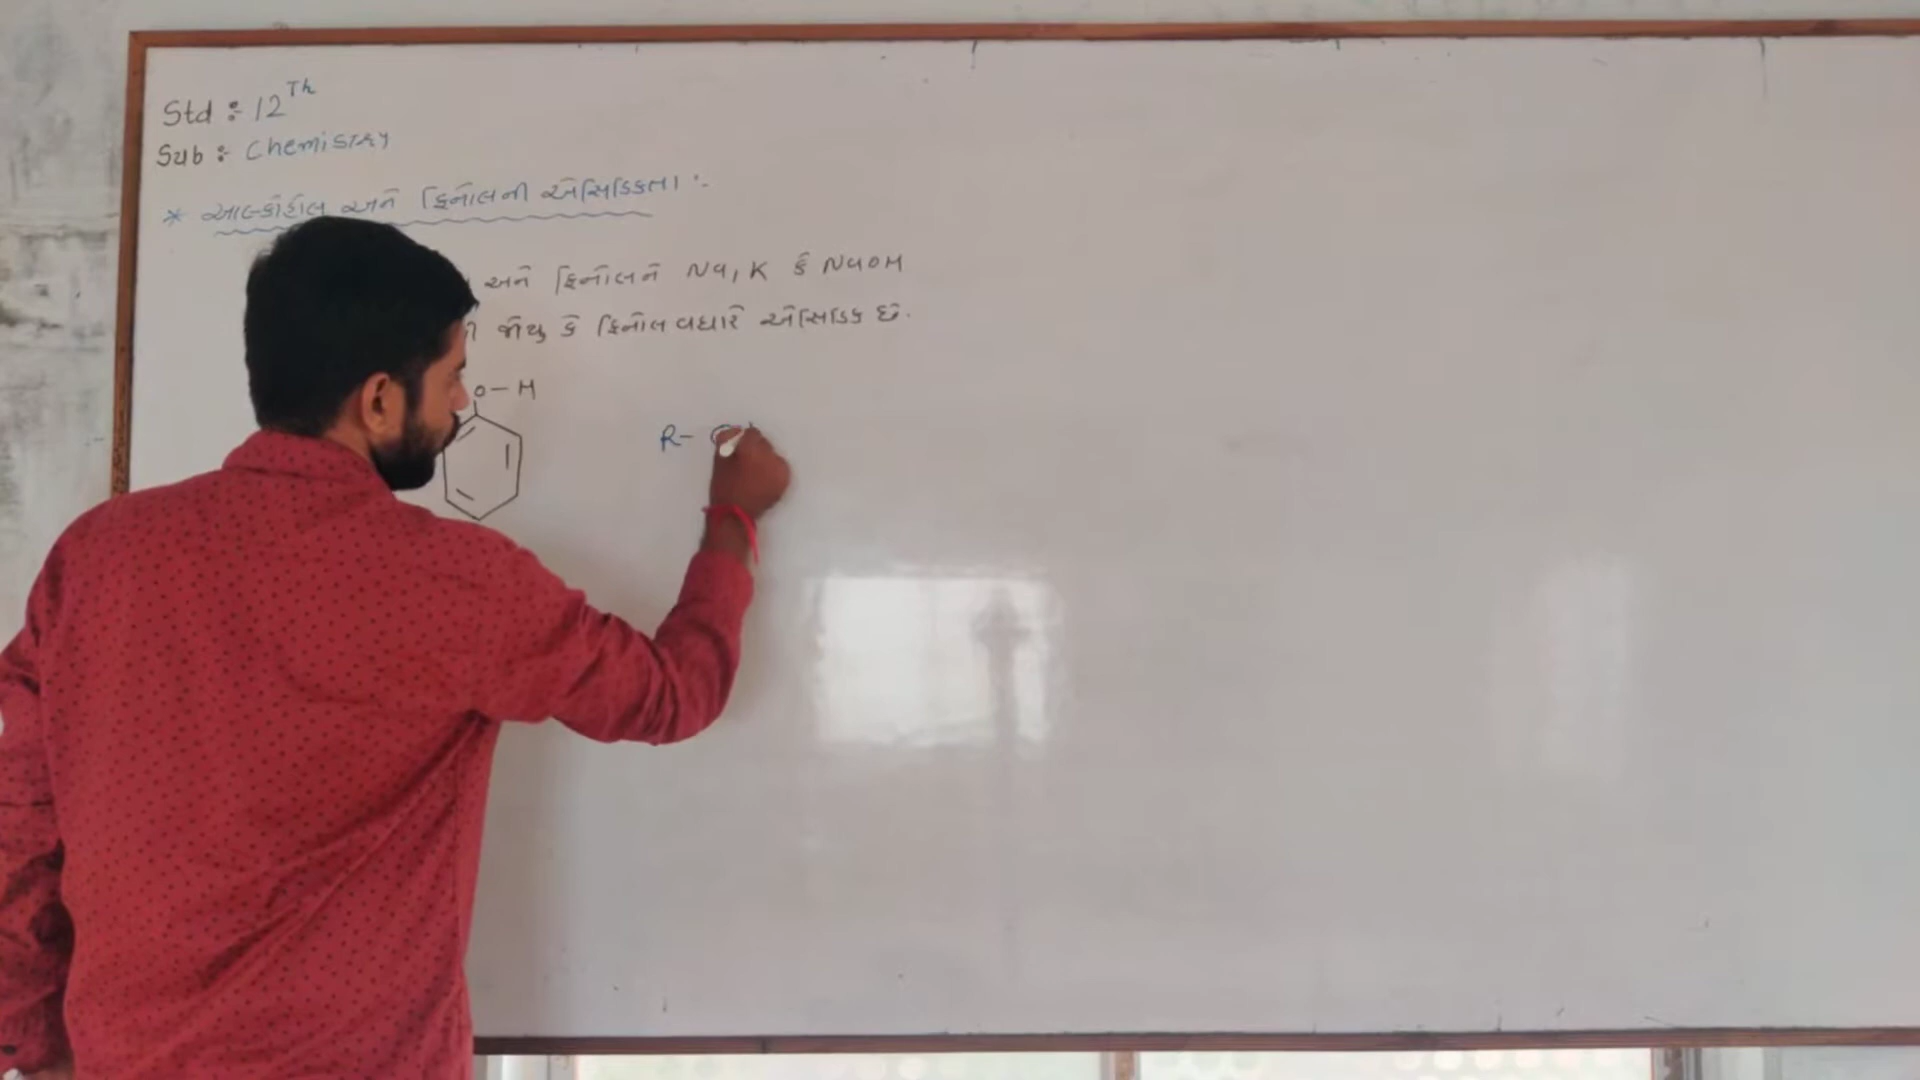 Std : 12Th
Sub : Chemistry
* આલ્કોહોલ અને ફિનોલની એસિડિકતા :-
અને ફિનોલને Na, K કે NaOH
જોયુ કે ફિનોલ વધારે એસિડિક છે.
O-H
R-